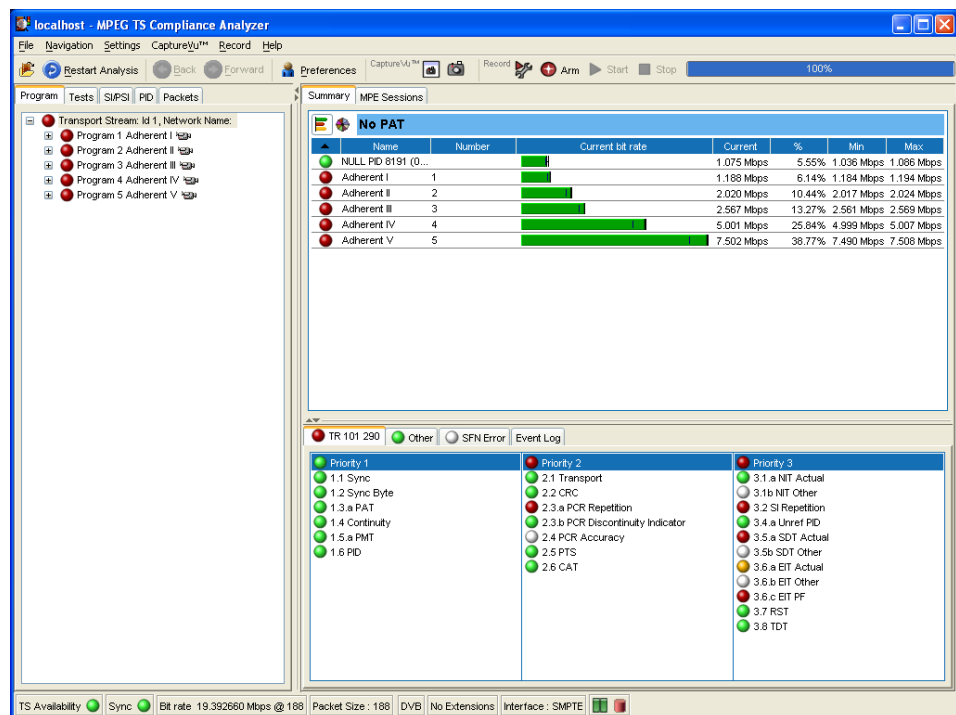 localhost - MPEG TS Compliance Analyzer
File Navigation Settings CaptureVu™ Record Help
Restart Analysis Back Forward Preferences CaptureVu™ Record Arm Start Stop 100%
Program Tests SI/PSI PID Packets
Transport Stream: Id 1, Network Name:
Program 1 Adherent I
Program 2 Adherent II
Program 3 Adherent III
Program 4 Adherent IV
Program 5 Adherent V
Summary MPE Sessions
No PAT
Name Number Current bit rate Current % Min Max
NULL PID 8191 (0... 1.075 Mbps 5.55% 1.036 Mbps 1.086 Mbps
Adherent I 1 1.188 Mbps 6.14% 1.184 Mbps 1.194 Mbps
Adherent II 2 2.020 Mbps 10.44% 2.017 Mbps 2.024 Mbps
Adherent III 3 2.567 Mbps 13.27% 2.561 Mbps 2.569 Mbps
Adherent IV 4 5.001 Mbps 25.84% 4.999 Mbps 5.007 Mbps
Adherent V 5 7.502 Mbps 38.77% 7.490 Mbps 7.508 Mbps
TR 101 290 Other SFN Error Event Log
Priority 1
1.1 Sync
1.2 Sync Byte
1.3.a PAT
1.4 Continuity
1.5.a PMT
1.6 PID
Priority 2
2.1 Transport
2.2 CRC
2.3.a PCR Repetition
2.3.b PCR Discontinuity Indicator
2.4 PCR Accuracy
2.5 PTS
2.6 CAT
Priority 3
3.1.a NIT Actual
3.1b NIT Other
3.2 SI Repetition
3.4.a Unref PID
3.5.a SDT Actual
3.5b SDT Other
3.6.a EIT Actual
3.6.b EIT Other
3.6.c EIT PF
3.7 RST
3.8 TDT
TS Availability Sync Bit rate 19.392660 Mbps @ 188 Packet Size : 188 DVB No Extensions Interface : SMPTE